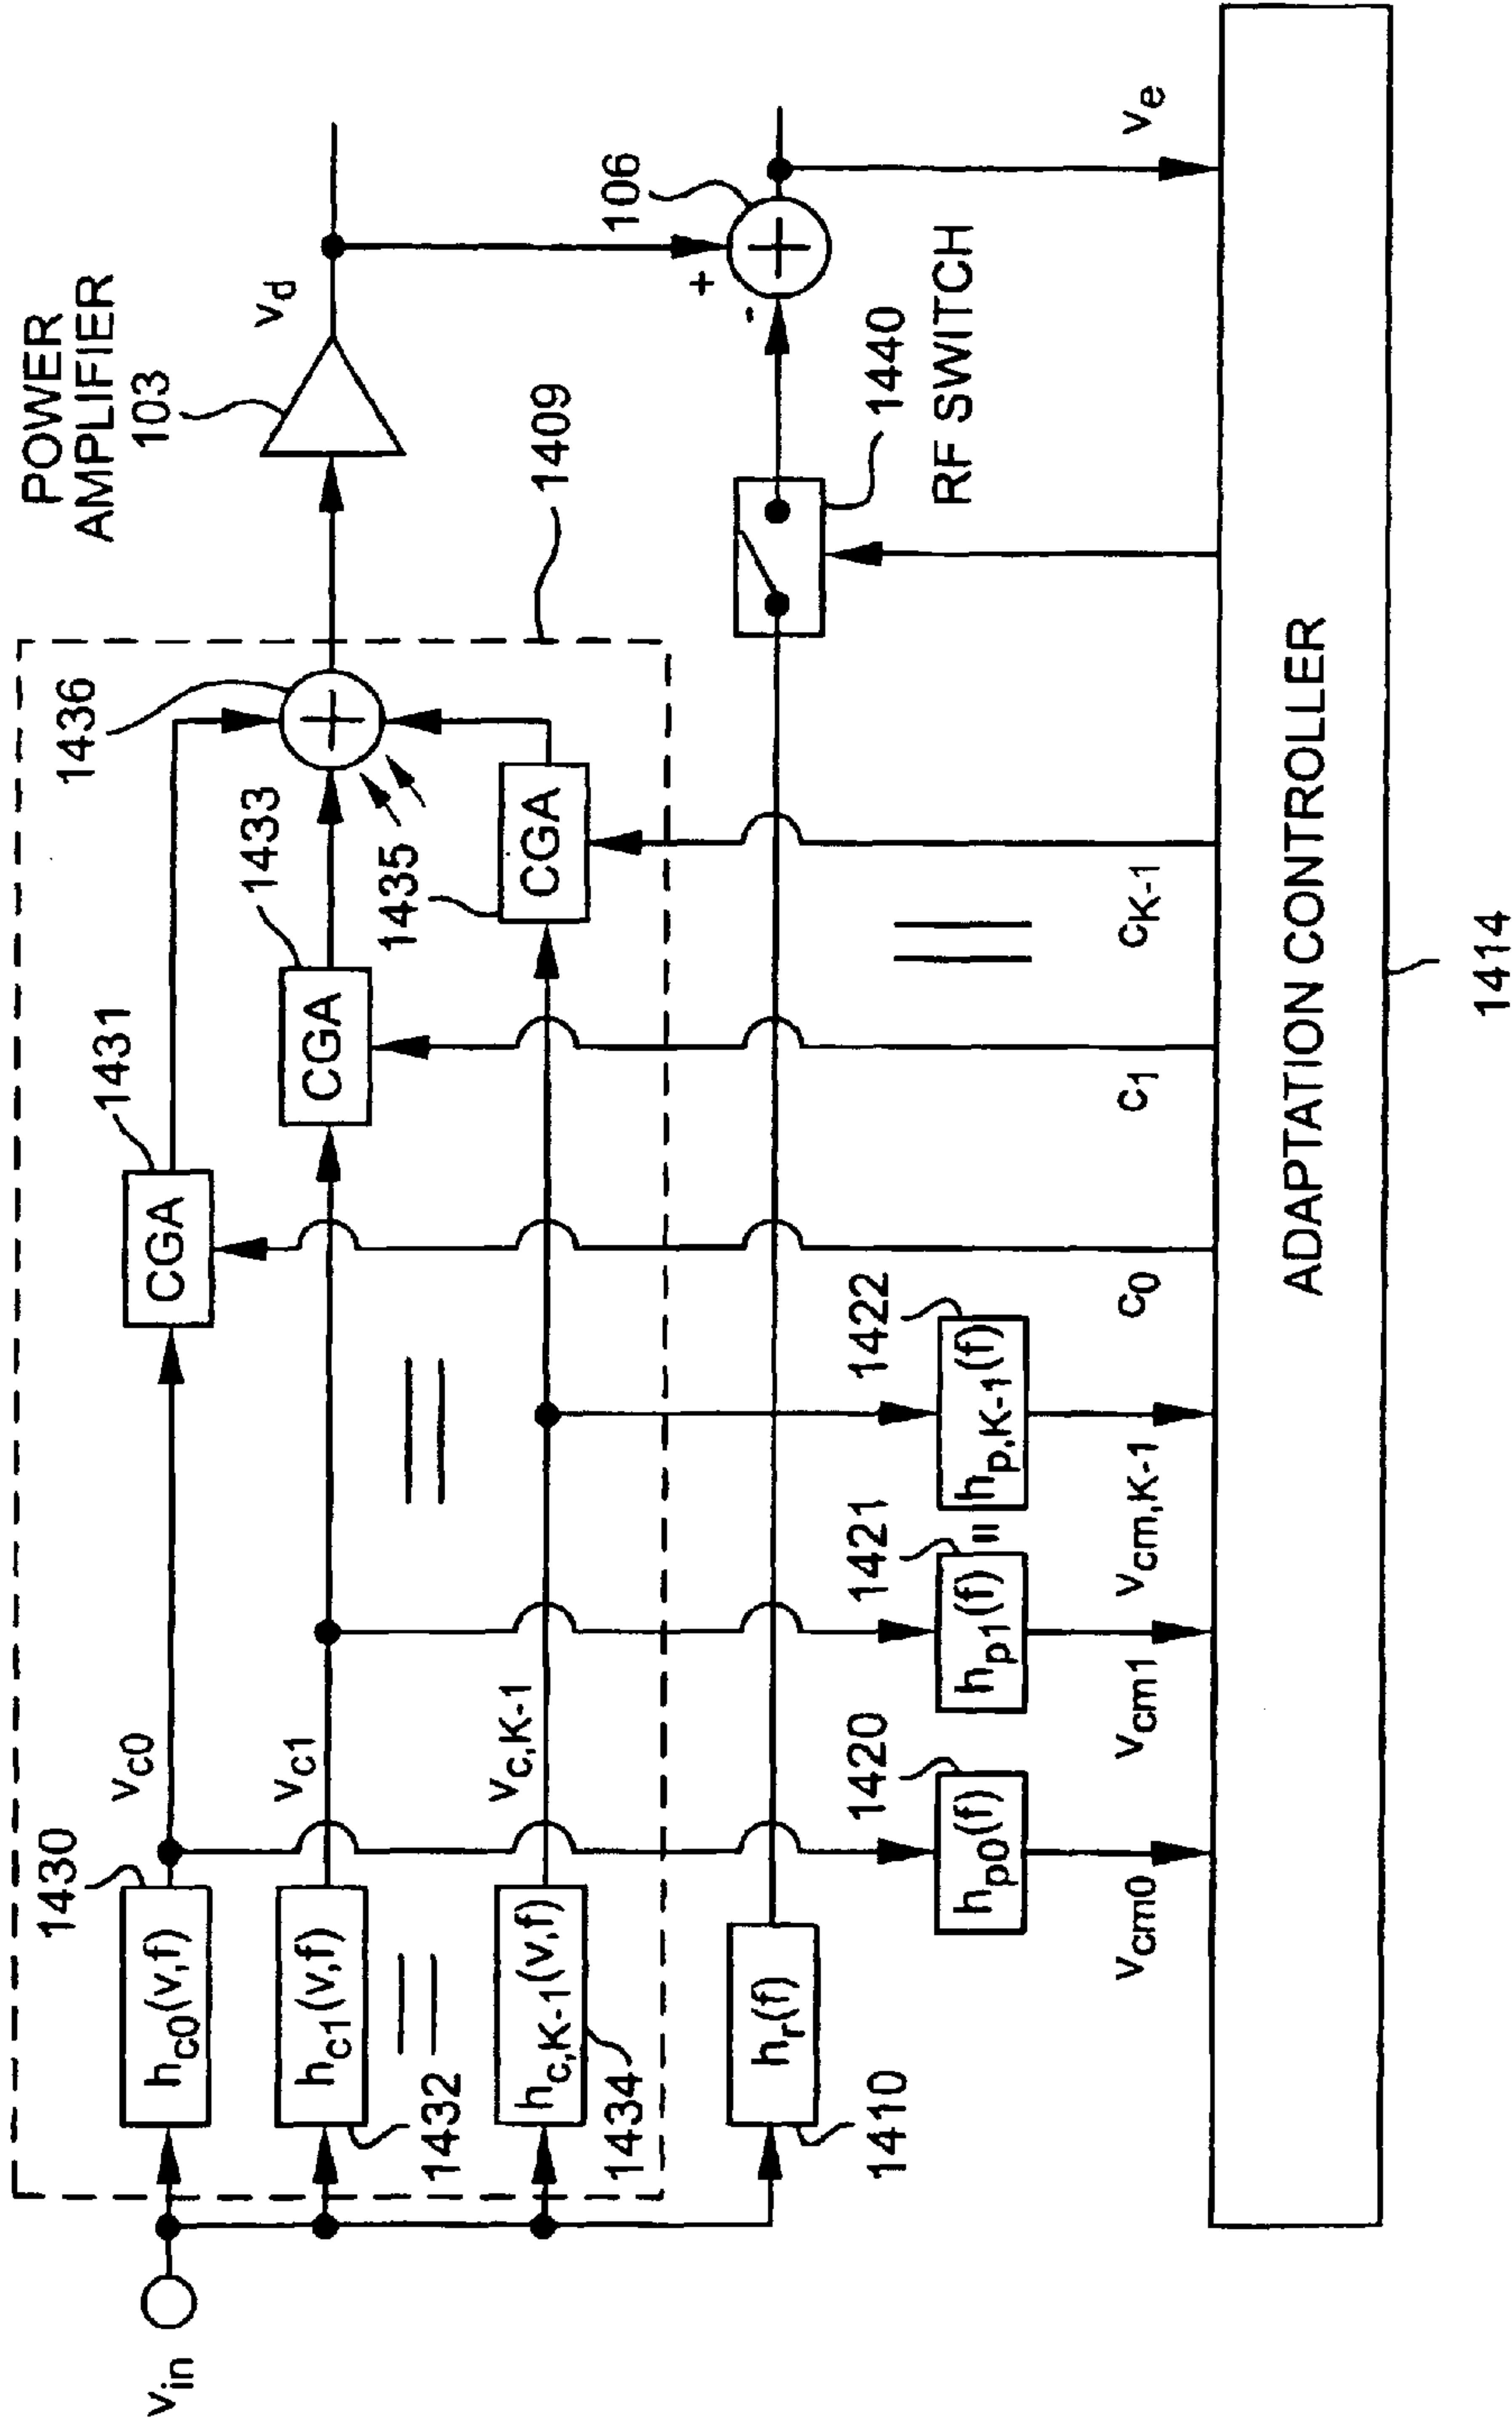 POWER
AMPLIFIER
103
1409
1436
1431
1433
1435
1430
v_c0
v_d
106
v_in
h_c0(v,f)
CGA
h_c1(v,f)
v_c1
CGA
1432
h_c,K-1(v,f)
v_c,K-1
CGA
1434
+
-
h_r(f)
1410
1440
RF SWITCH
1420
1421
1422
h_p0(f)
h_p1(f)
h_p,K-1(f)
v_cm0
v_cm1
v_cm,K-1
c_0
c_1
c_K-1
v_e
ADAPTATION CONTROLLER
1414